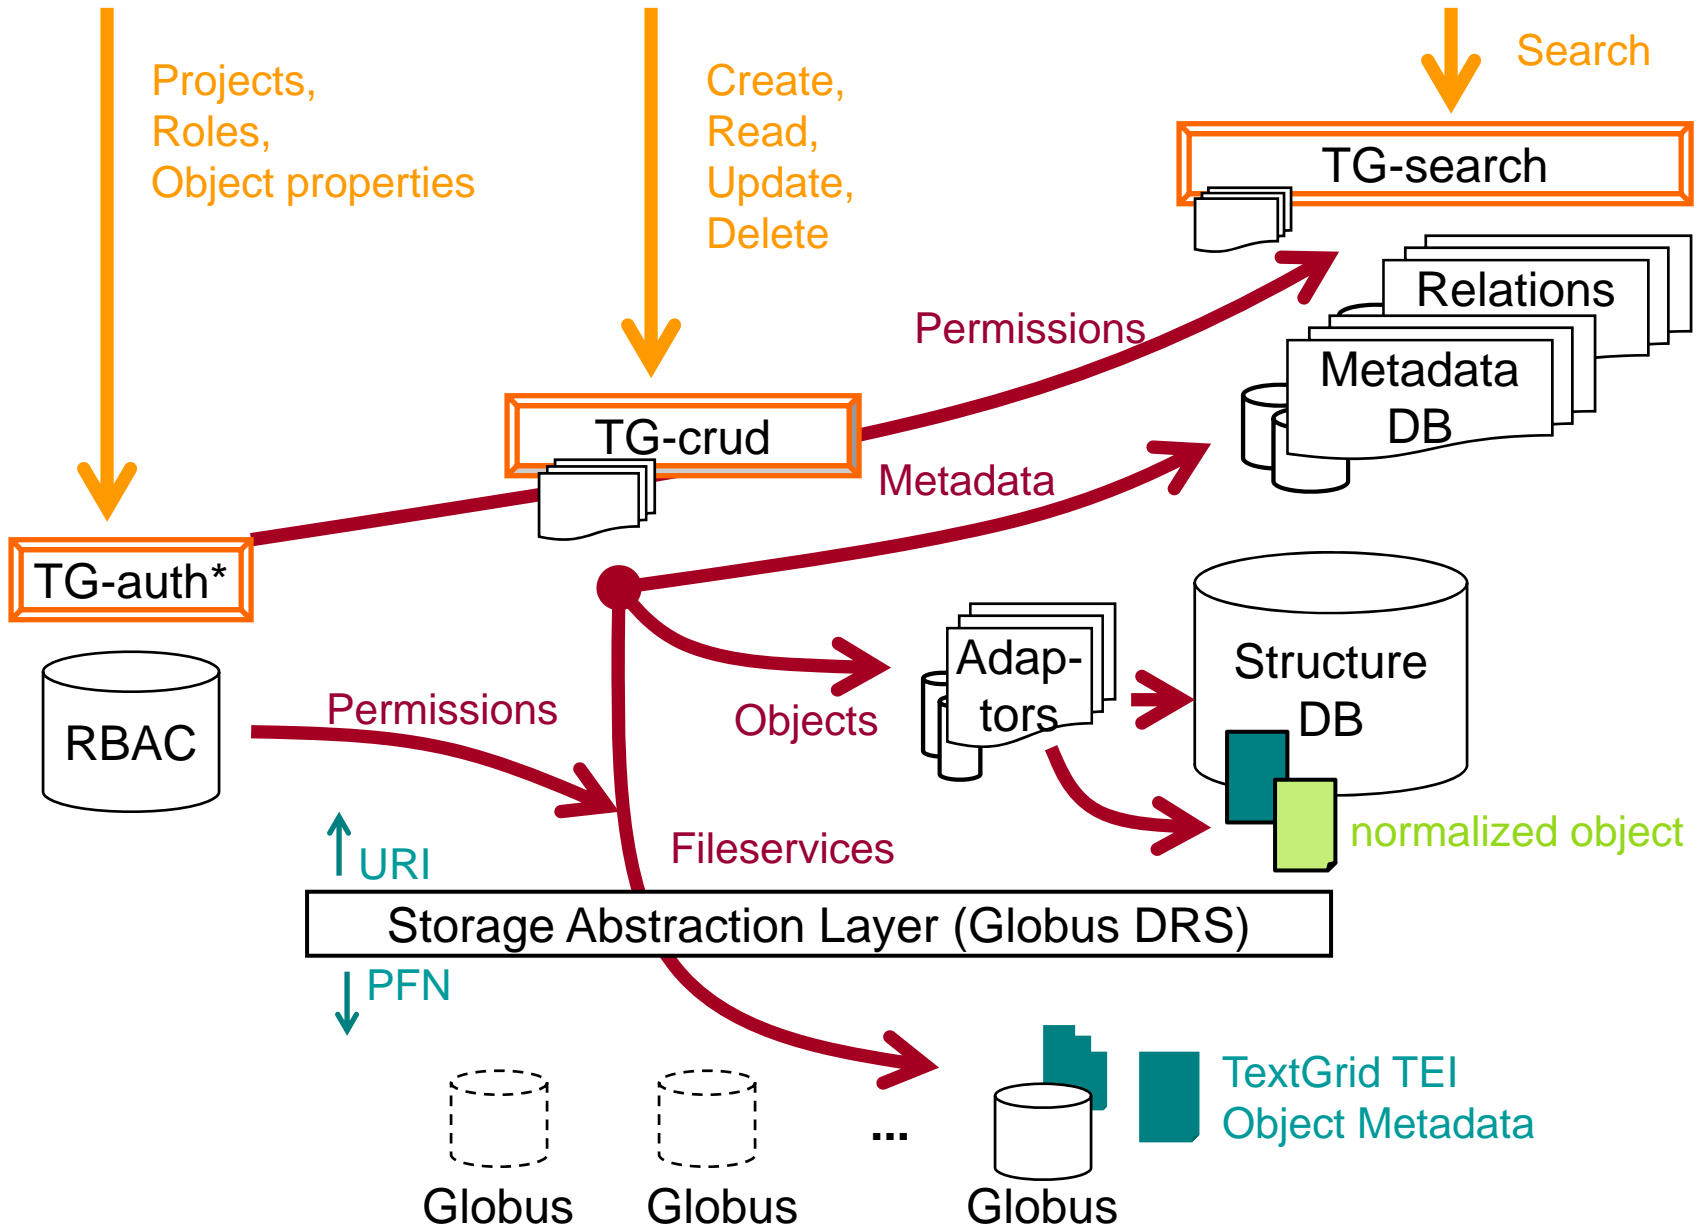 Projects,
Roles,
Object properties
Create,
Read,
Update,
Delete
Search
TG-search
Permissions
Relations
Metadata
DB
TG-crud
Metadata
TG-auth*
RBAC
Permissions
Objects
Adap-
tors
Structure
DB
normalized object
Fileservices
URI
Storage Abstraction Layer (Globus DRS)
PFN
TextGrid TEI
Object Metadata
...
Globus
Globus
Globus